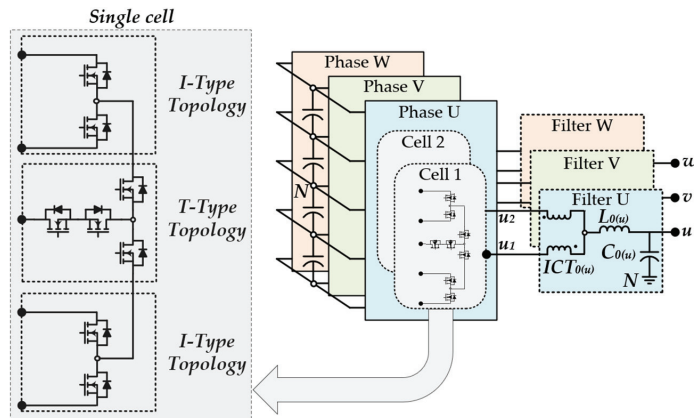 Single cell
I-Type
Topology
T-Type
Topology
I-Type
Topology
Phase W
Phase V
Phase U
Cell 2
Cell 1
N
u2
u1
Filter W
Filter V
Filter U
L0(u)
C0(u)
ICT0(u)
N
w
v
u